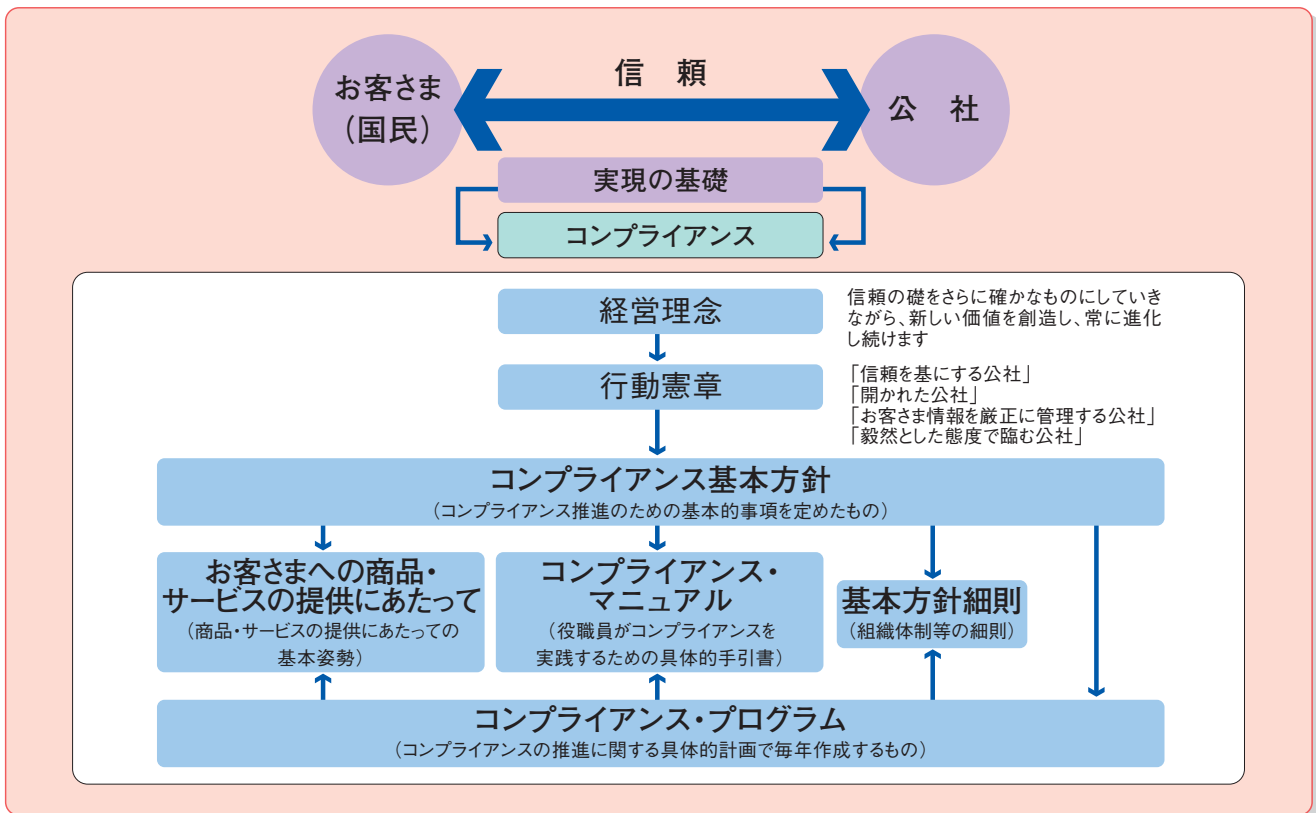 お客さま
（国民）
信　頼
公　社
実現の基礎
コンプライアンス
経営理念
信頼の礎をさらに確かなものにしていき
ながら、新しい価値を創造し、常に進化
し続けます
行動憲章
「信頼を基にする公社」
「開かれた公社」
「お客さま情報を厳正に管理する公社」
「毅然とした態度で臨む公社」
コンプライアンス基本方針
（コンプライアンス推進のための基本的事項を定めたもの）
お客さまへの商品・
サービスの提供にあたって
（商品・サービスの提供にあたっての
基本姿勢）
コンプライアンス・
マニュアル
（役職員がコンプライアンスを
実践するための具体的手引書）
基本方針細則
（組織体制等の細則）
コンプライアンス・プログラム
（コンプライアンスの推進に関する具体的計画で毎年作成するもの）